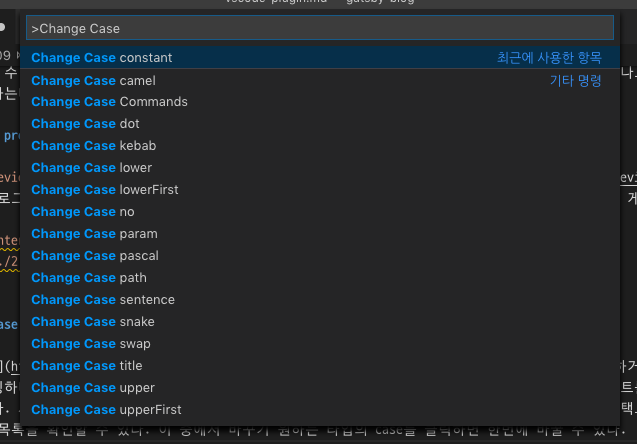 vscode-plugin.md — gatsby-blog
>Change Case
Change Case constant 최근에 사용한 항목
Change Case camel 기타 명령
Change Case Commands
Change Case dot
Change Case kebab
Change Case lower
Change Case lowerFirst
Change Case no
Change Case param
Change Case pascal
Change Case path
Change Case sentence
Change Case snake
Change Case swap
Change Case title
Change Case upper
Change Case upperFirst
목록을 확인할 수 있다. 이 중에서 바꾸기 원하는 타입의 case을 클릭하면 한번에 바꿀 수 있다.